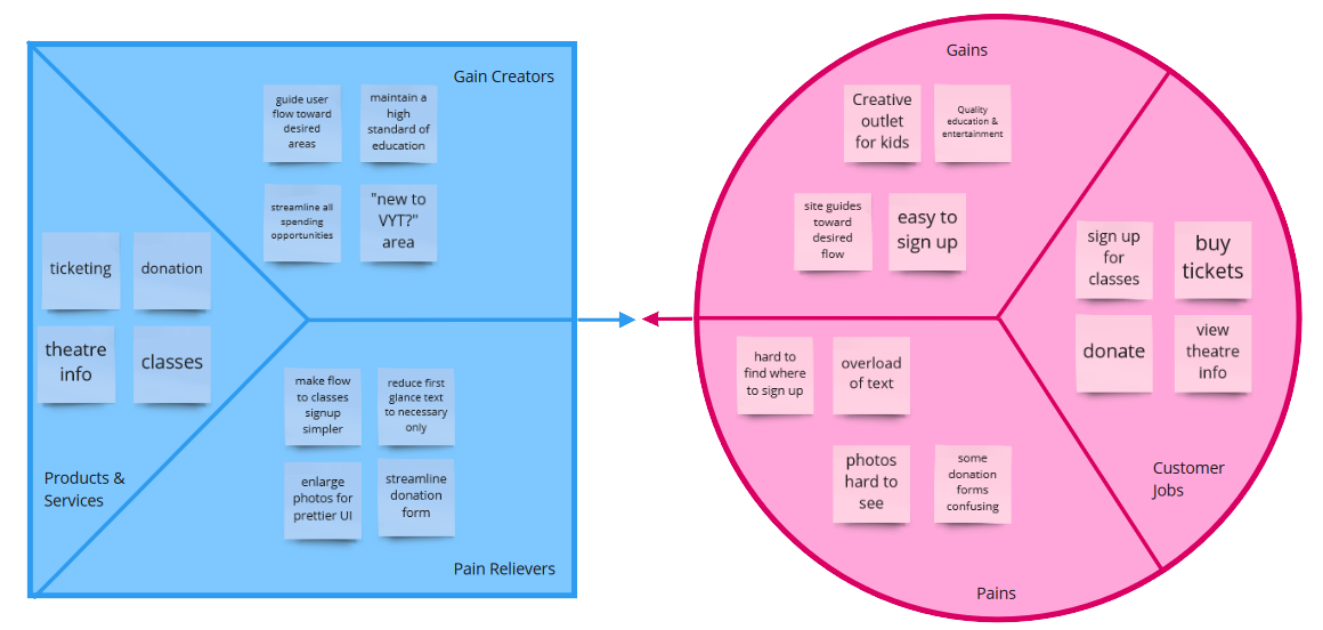 Gain Creators
guide user
flow toward
desired
areas
maintain a
high
standard of
education
streamline all
spending
opportunities
"new to
VYT?"
area
ticketing
donation
theatre
info
classes
Products &
Services
make flow
to classes
signup
simpler
reduce first
glance text
to necessary
only
enlarge
photos for
prettier UI
streamline
donation
form
Pain Relievers
Gains
Creative
outlet
for kids
Quality
education &
entertainment
site guides
toward
desired
flow
easy to
sign up
sign up
for
classes
buy
tickets
donate
view
theatre
info
Customer
Jobs
hard to
find where
to sign up
overload
of text
photos
hard to
see
some
donation
forms
confusing
Pains